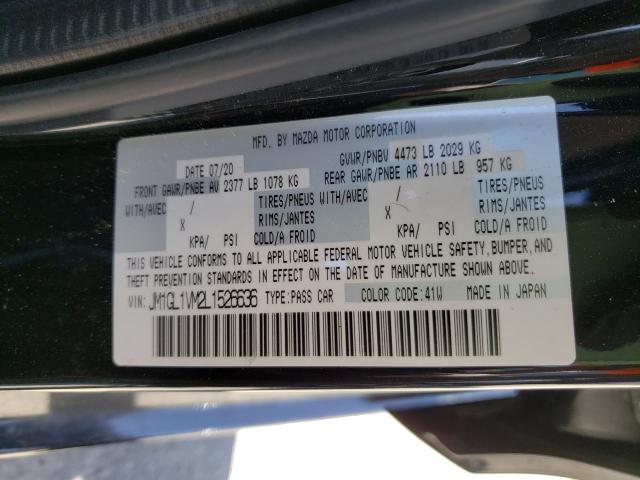 MFD. BY MAZDA MOTOR CORPORATION
DATE 07/20 GVWR/PNBV 4473 LB 2029 KG
FRONT GAWR/PNBE AV 2377 LB 1078 KG REAR GAWR/PNBE AR 2110 LB 957 KG
WITH/AVEC / TIRES/PNEUS WITH/AVEC / TIRES/PNEUS
X RIMS/JANTES X RIMS/JANTES
KPA/ PSI COLD/A FROID KPA/ PSI COLD/A FROID
THIS VEHICLE CONFORMS TO ALL APPLICABLE FEDERAL MOTOR VEHICLE SAFETY, BUMPER, AND
THEFT PREVENTION STANDARDS IN EFFECT ON THE DATE OF MANUFACTURE SHOWN ABOVE.
VIN: JM1GL1VM2L1526636 TYPE:PASS CAR COLOR CODE:41W MADE IN JAPAN